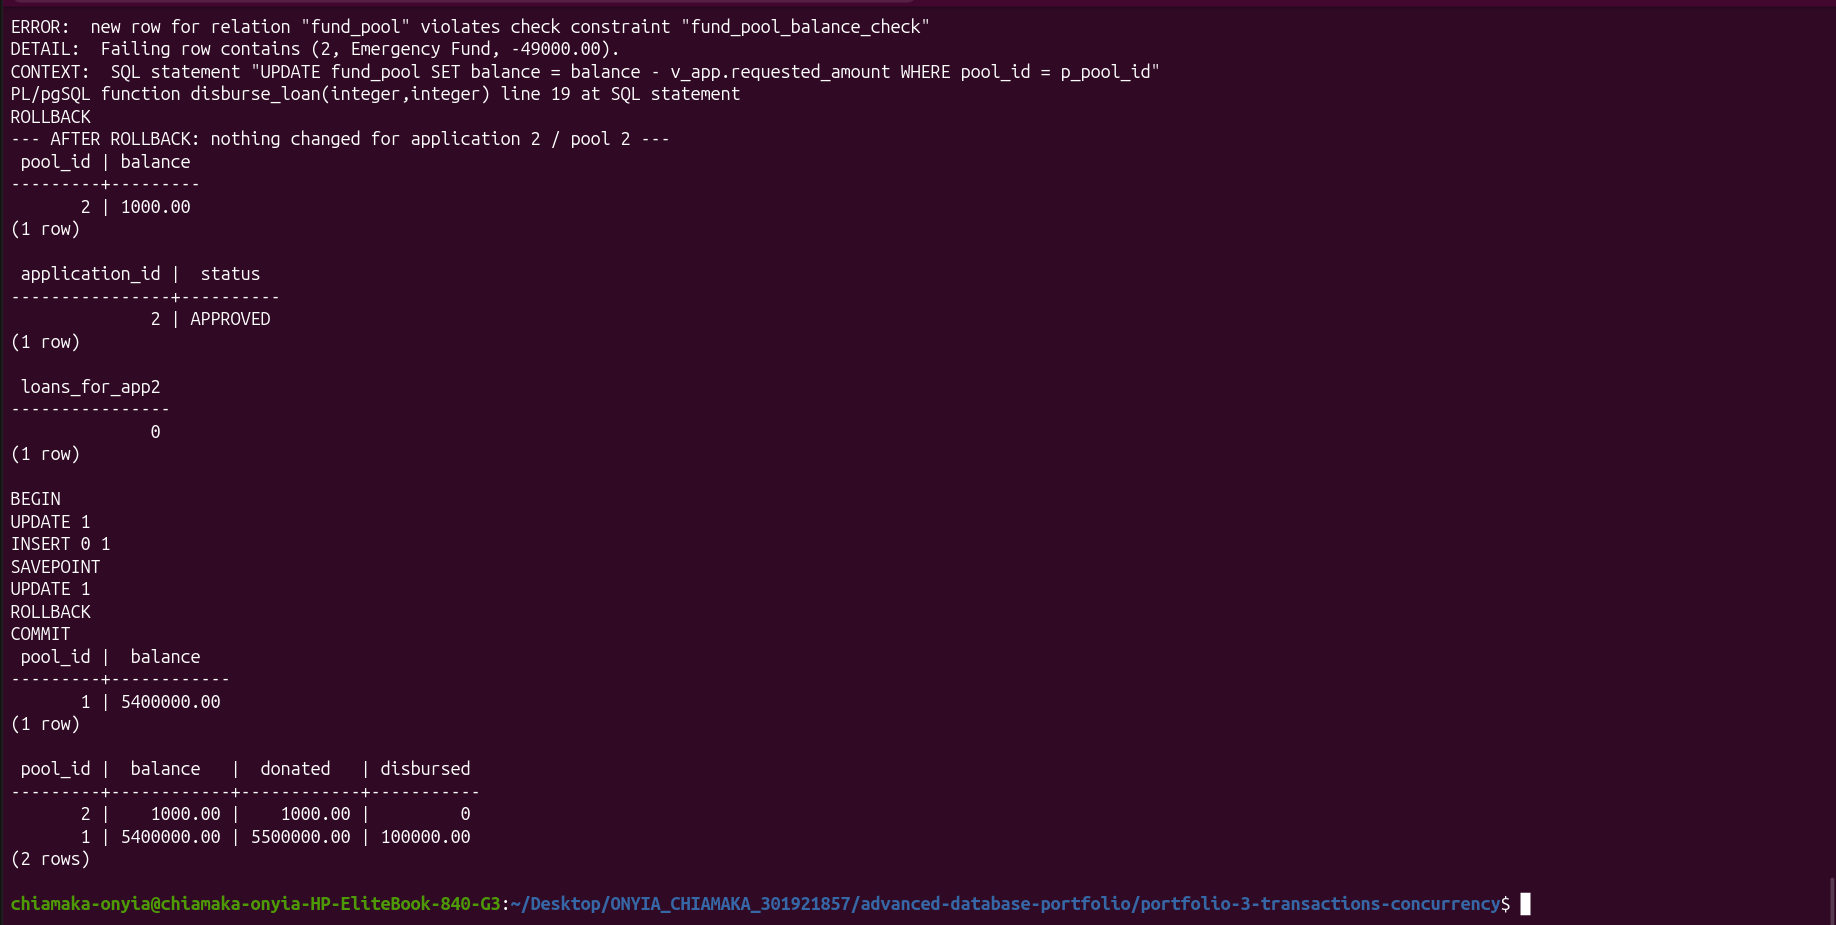 ERROR:  new row for relation "fund_pool" violates check constraint "fund_pool_balance_check"
DETAIL:  Failing row contains (2, Emergency Fund, -49000.00).
CONTEXT:  SQL statement "UPDATE fund_pool SET balance = balance - v_app.requested_amount WHERE pool_id = p_pool_id"
PL/pgSQL function disburse_loan(integer,integer) line 19 at SQL statement
ROLLBACK
--- AFTER ROLLBACK: nothing changed for application 2 / pool 2 ---
 pool_id | balance
---------+---------
       2 | 1000.00
(1 row)

 application_id |  status
----------------+----------
              2 | APPROVED
(1 row)

 loans_for_app2
----------------
              0
(1 row)

BEGIN
UPDATE 1
INSERT 0 1
SAVEPOINT
UPDATE 1
ROLLBACK
COMMIT
 pool_id |  balance
---------+------------
       1 | 5400000.00
(1 row)

 pool_id |  balance   |  donated   | disbursed
---------+------------+------------+-----------
       2 |    1000.00 |    1000.00 |         0
       1 | 5400000.00 | 5500000.00 | 100000.00
(2 rows)

chiamaka-onyia@chiamaka-onyia-HP-EliteBook-840-G3:~/Desktop/ONYIA_CHIAMAKA_301921857/advanced-database-portfolio/portfolio-3-transactions-concurrency$